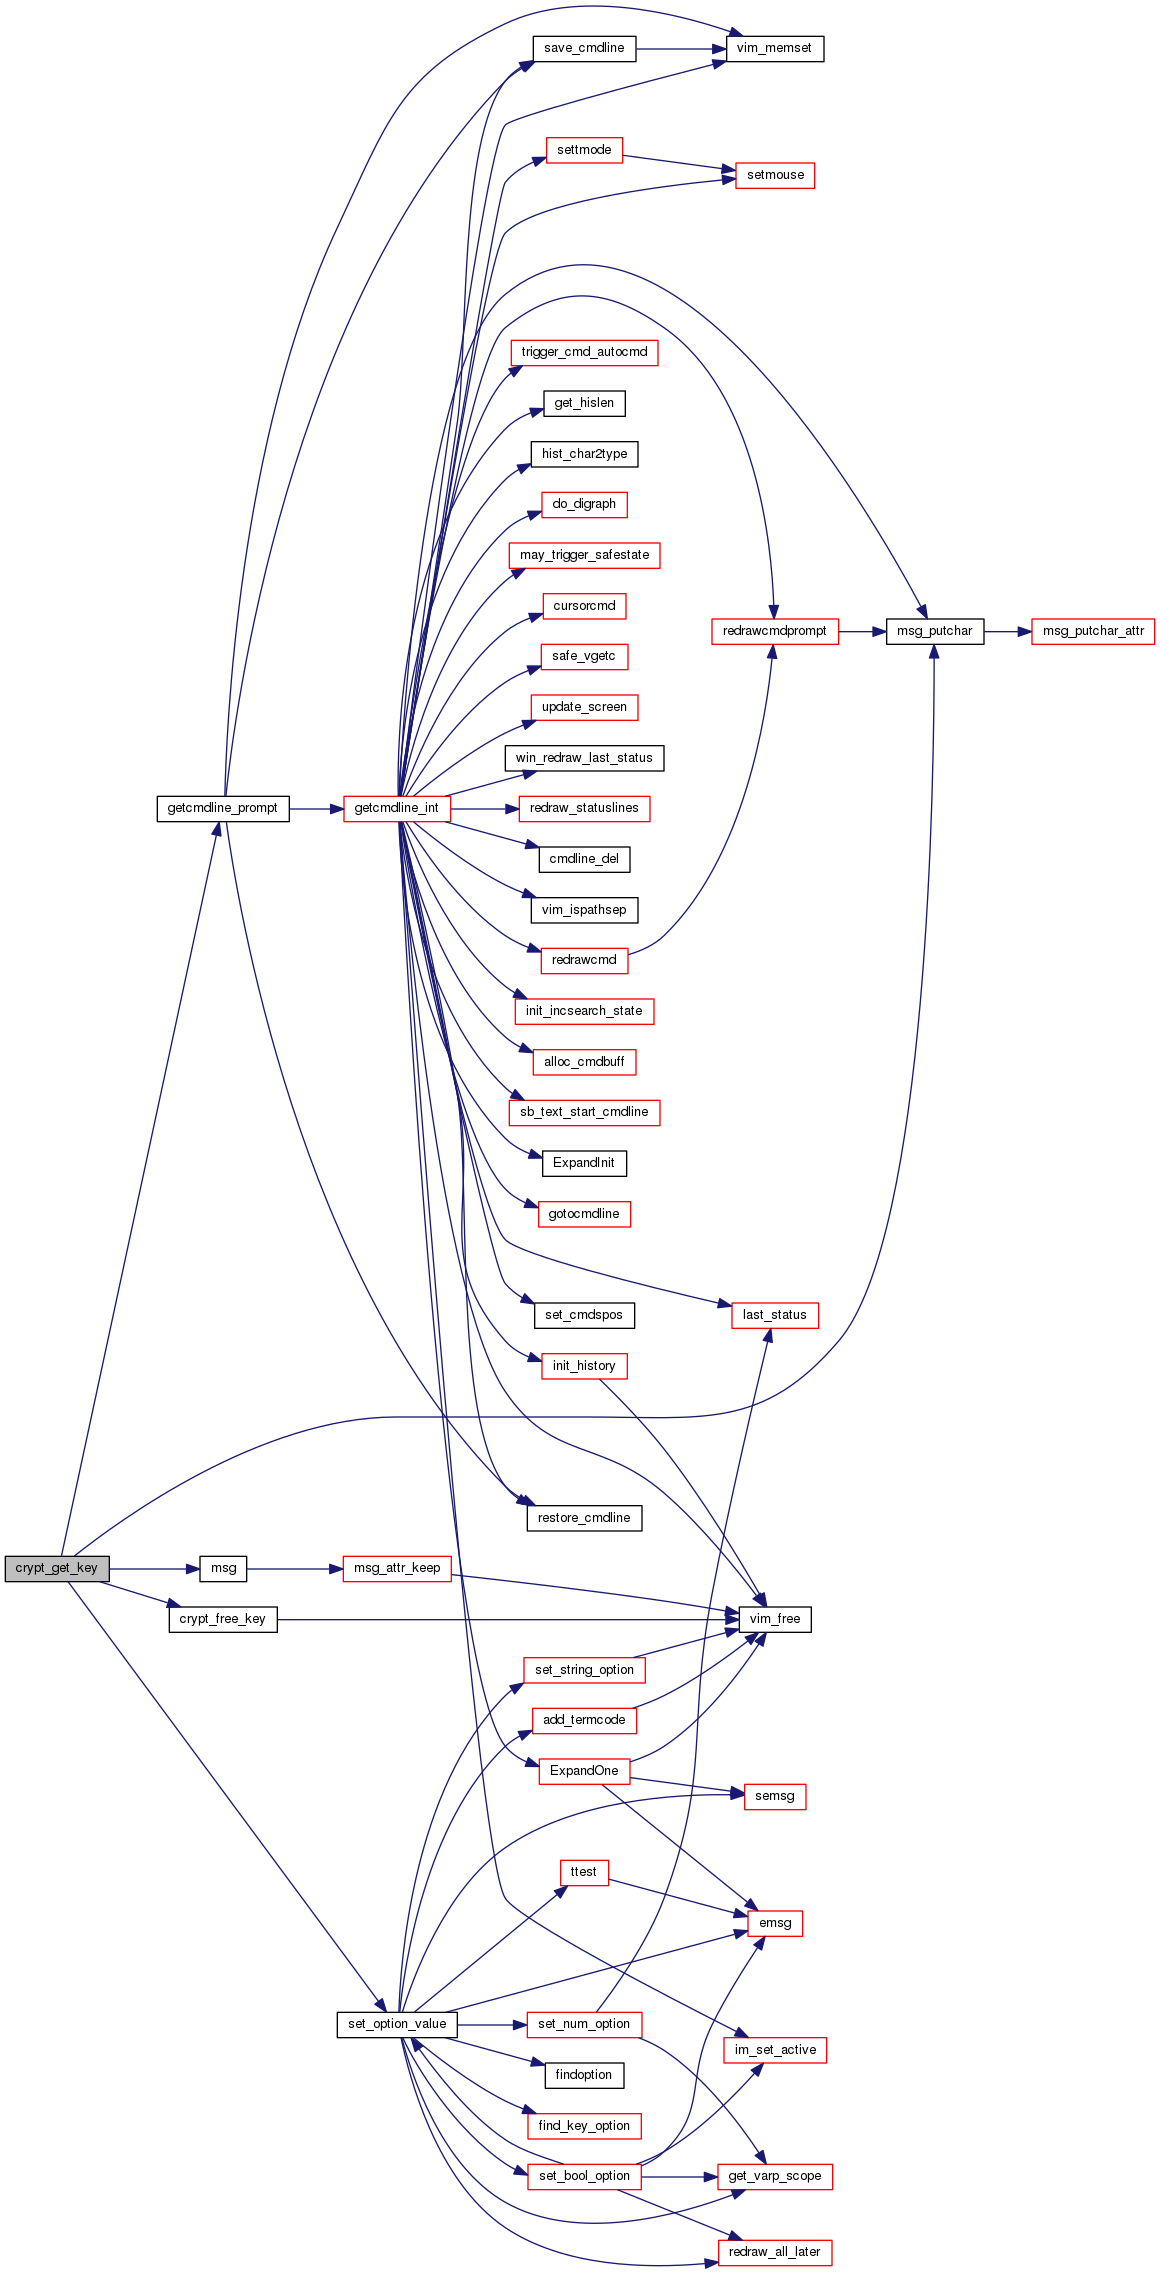 save_cmdline
vim_memset
settmode
setmouse
trigger_cmd_autocmd
get_hislen
hist_char2type
do_digraph
may_trigger_safestate
cursorcmd
redrawcmdprompt
msg_putchar
msg_putchar_attr
safe_vgetc
update_screen
win_redraw_last_status
getcmdline_prompt
getcmdline_int
redraw_statuslines
cmdline_del
vim_ispathsep
redrawcmd
init_incsearch_state
alloc_cmdbuff
sb_text_start_cmdline
ExpandInit
gotocmdline
set_cmdspos
last_status
init_history
restore_cmdline
crypt_get_key
msg
msg_attr_keep
crypt_free_key
vim_free
set_string_option
add_termcode
ExpandOne
semsg
ttest
emsg
set_option_value
set_num_option
im_set_active
findoption
find_key_option
set_bool_option
get_varp_scope
redraw_all_later